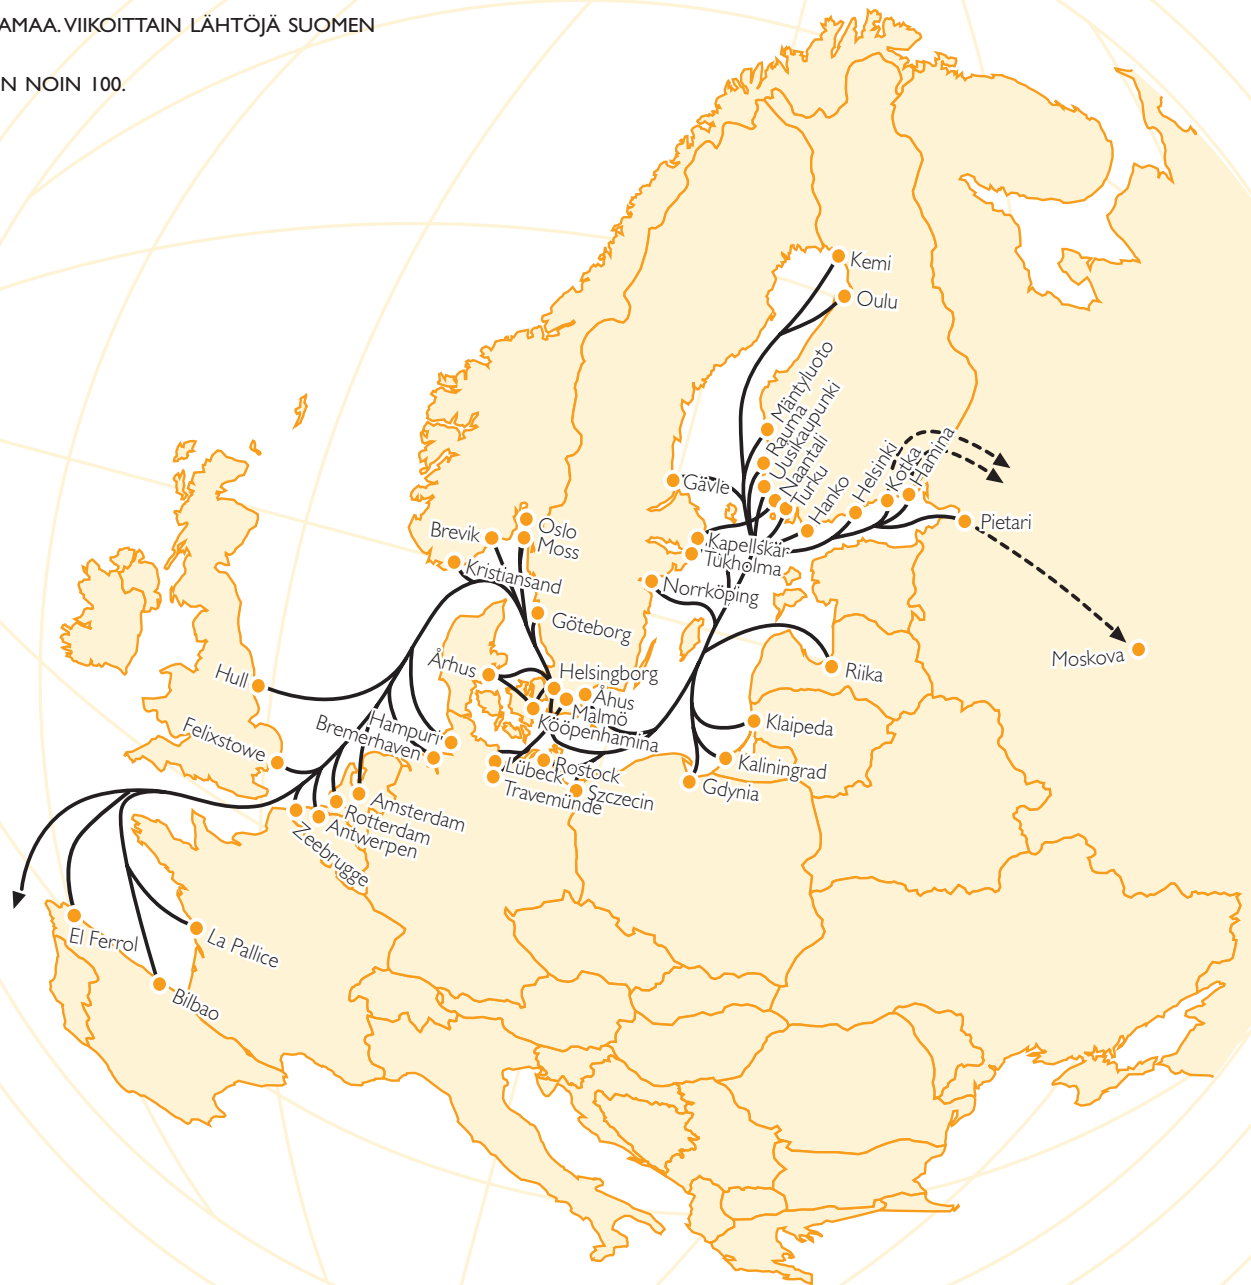 AMAA. VIIKOITTAIN LÄHTÖJÄ SUOMEN
N NOIN 100.
Kemi
Oulu
Mäntyluoto
Rauma
Uusikaupunki
Naantali
Turku
Hanko
Helsinki
Kotka
Hamina
Gävle
Pietari
Kapellskär
Tukholma
Norrköping
Moskova
Riika
Oslo
Brevik
Moss
Kristiansand
Göteborg
Århus
Helsingborg
Åhus
Malmö
Kööpenhamina
Hull
Hampuri
Bremerhaven
Felixstowe
Klaipeda
Kaliningrad
Gdynia
Rostock
Lübeck
Travemünde
Szczecin
Amsterdam
Rotterdam
Antwerpen
Zeebrugge
El Ferrol
La Pallice
Bilbao